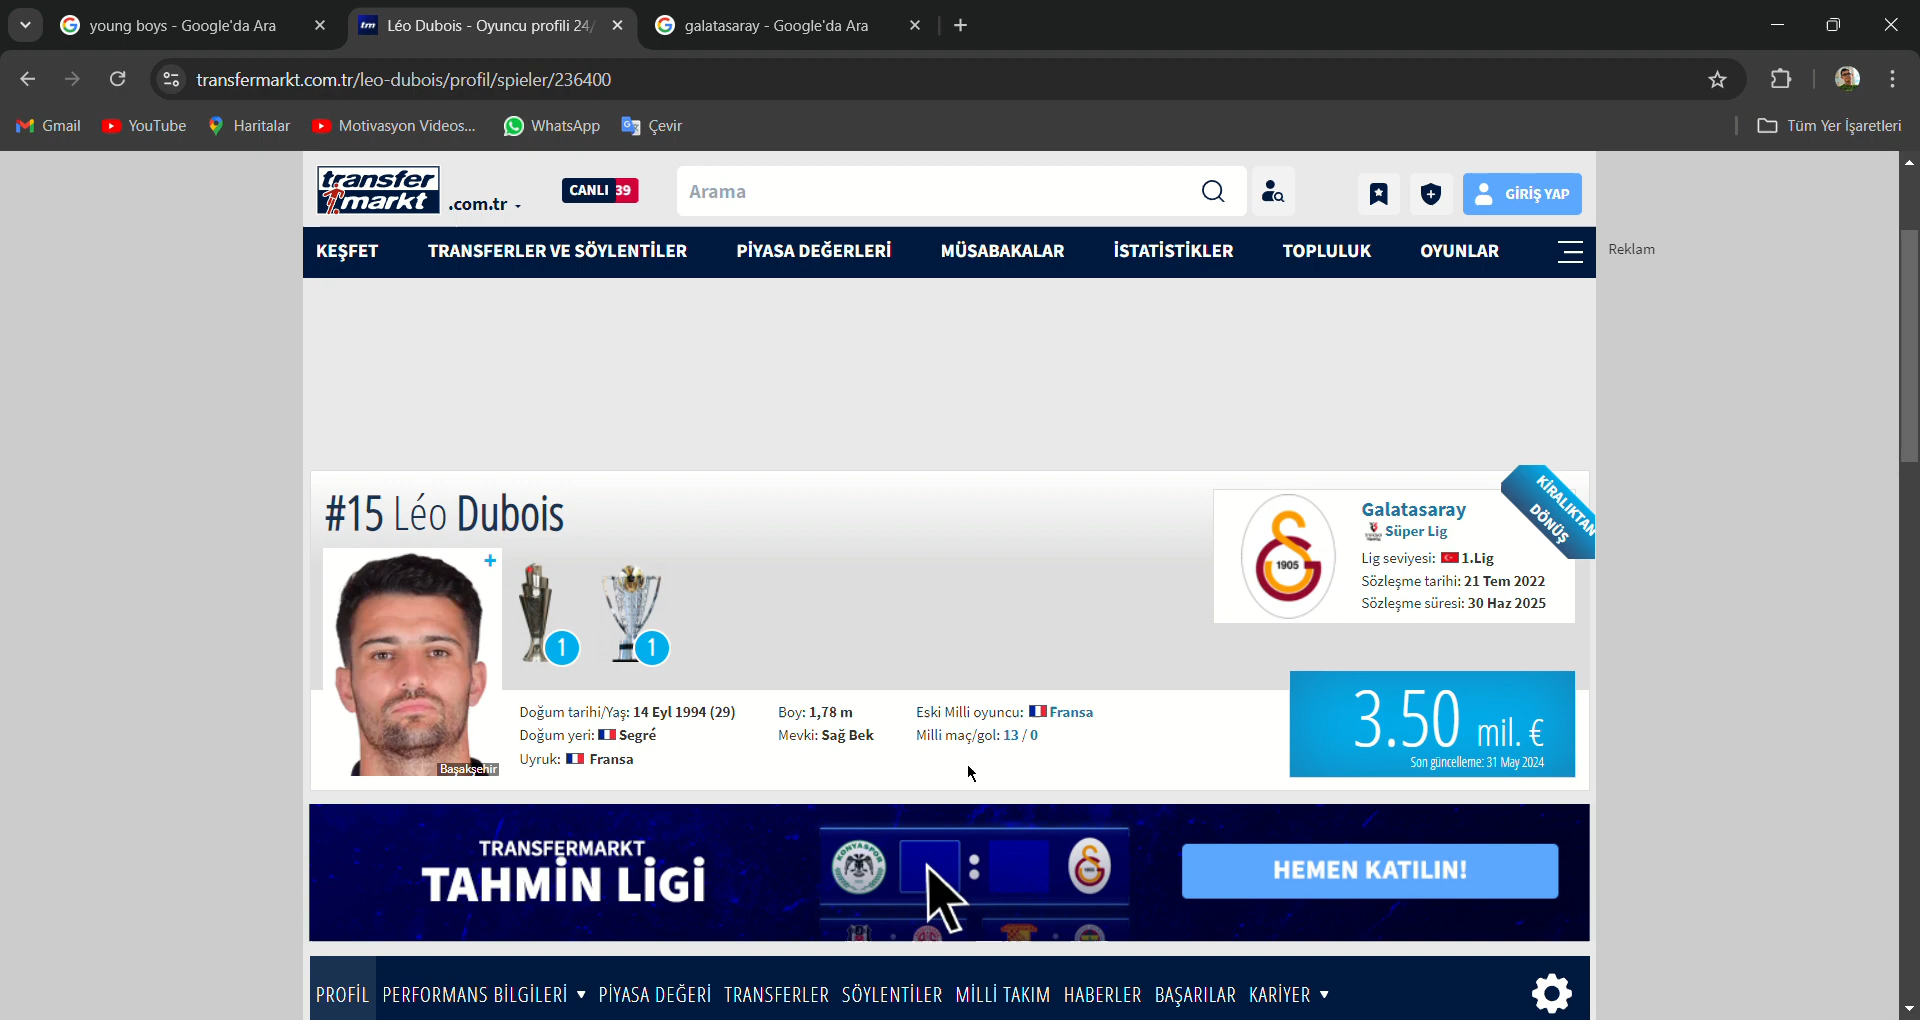 young boys - Google'da Ara
Léo Dubois - Oyuncu profili 24/
galatasaray - Google'da Ara
transfermarkt.com.tr/leo-dubois/profil/spieler/236400
Gmail
YouTube
Haritalar
Motivasyon Videos...
WhatsApp
Çevir
Tüm Yer İşaretleri
transfer
markt
.com.tr
CANLI 39
Arama
GİRİŞ YAP
KEŞFET
TRANSFERLER VE SÖYLENTİLER
PİYASA DEĞERLERİ
MÜSABAKALAR
İSTATİSTİKLER
TOPLULUK
OYUNLAR
Reklam
#15 Léo Dubois
Galatasaray
Süper Lig
Lig seviyesi: 1.Lig
Sözleşme tarihi: 21 Tem 2022
Sözleşme süresi: 30 Haz 2025
KİRALIKTAN
DÖNÜŞ
1905
1
1
Başakşehir
Doğum tarihi/Yaş: 14 Eyl 1994 (29)
Doğum yeri: Segré
Uyruk: Fransa
Boy: 1,78 m
Mevki: Sağ Bek
Eski Milli oyuncu: Fransa
Milli maç/gol: 13 / 0
3.50 mil. €
Son güncelleme: 31 May 2024
TRANSFERMARKT
TAHMİN LİGİ
KONYASPOR
:
HEMEN KATILIN!
PROFİL
PERFORMANS BİLGİLERİ
PİYASA DEĞERİ
TRANSFERLER
SÖYLENTİLER
MİLLİ TAKIM
HABERLER
BAŞARILAR
KARİYER